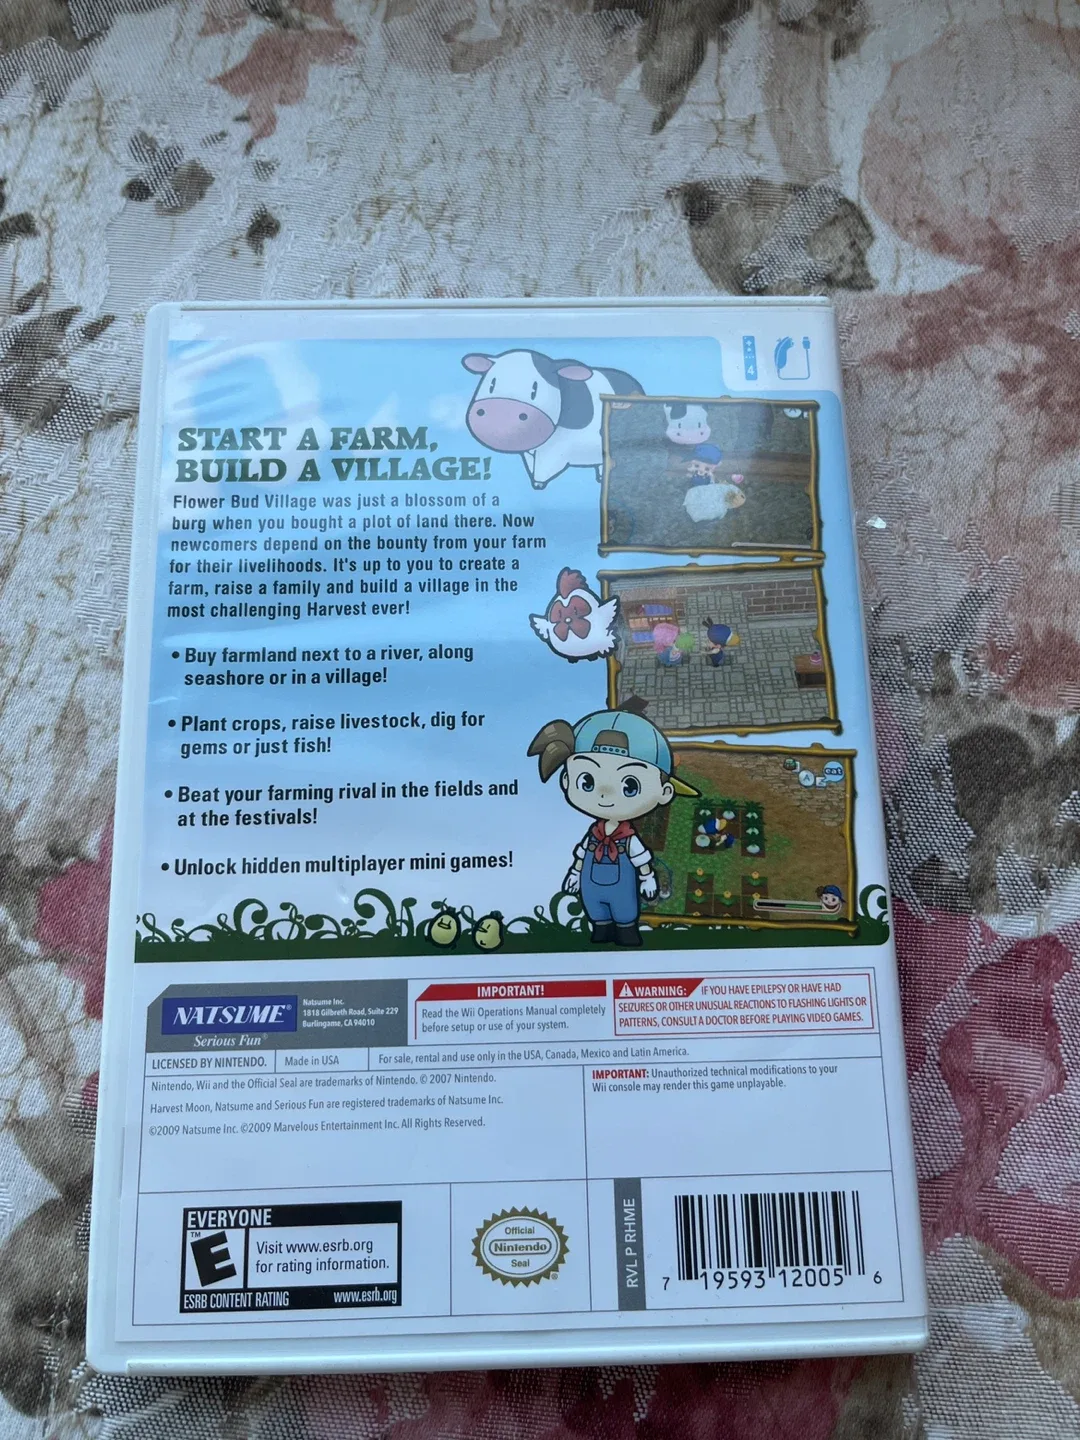 4
START A FARM,
BUILD A VILLAGE!
Flower Bud Village was just a blossom of a
burg when you bought a plot of land there. Now
newcomers depend on the bounty from your farm
for their livelihoods. It's up to you to create a
farm, raise a family and build a village in the
most challenging Harvest ever!
• Buy farmland next to a river, along
seashore or in a village!
• Plant crops, raise livestock, dig for
gems or just fish!
• Beat your farming rival in the fields and
at the festivals!
• Unlock hidden multiplayer mini games!
eat
A
Z
NATSUME®
Serious Fun®
Natsume Inc.
1818 Gilbreth Road, Suite 229
Burlingame, CA 94010
IMPORTANT!
Read the Wii Operations Manual completely
before setup or use of your system.
WARNING: IF YOU HAVE EPILEPSY OR HAVE HAD
SEIZURES OR OTHER UNUSUAL REACTIONS TO FLASHING LIGHTS OR
PATTERNS, CONSULT A DOCTOR BEFORE PLAYING VIDEO GAMES.
LICENSED BY NINTENDO.
Made in USA
For sale, rental and use only in the USA, Canada, Mexico and Latin America.
Nintendo, Wii and the Official Seal are trademarks of Nintendo. © 2007 Nintendo.
Harvest Moon, Natsume and Serious Fun are registered trademarks of Natsume Inc.
©2009 Natsume Inc. ©2009 Marvelous Entertainment Inc. All Rights Reserved.
IMPORTANT: Unauthorized technical modifications to your
Wii console may render this game unplayable.
EVERYONE
TM
E
Visit www.esrb.org
for rating information.
ESRB CONTENT RATING
www.esrb.org
Official
Nintendo
Seal
®
RVL P RHME
7 19593 12005 6